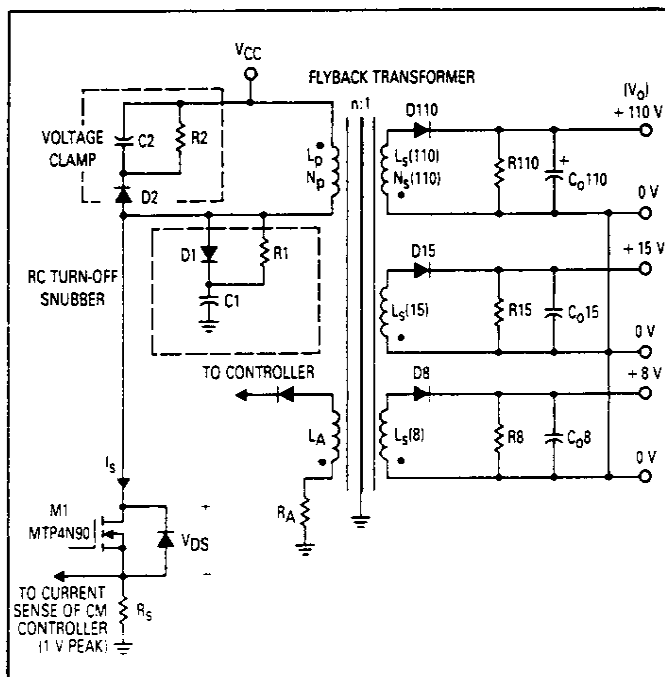 VCC
FLYBACK TRANSFORMER
n:1
VOLTAGE
CLAMP
C2
R2
D2
Lp
Np
D110
Ls(110)
Ns(110)
R110
+
Co110
(Vo)
+110 V
0 V
RC TURN-OFF
SNUBBER
D1
R1
C1
D15
Ls(15)
R15
Co15
+15 V
0 V
TO CONTROLLER
LA
RA
D8
Ls(8)
R8
Co8
+8 V
0 V
Is
M1
MTP4N90
VDS
TO CURRENT
SENSE OF CM
CONTROLLER
(1 V PEAK)
RS